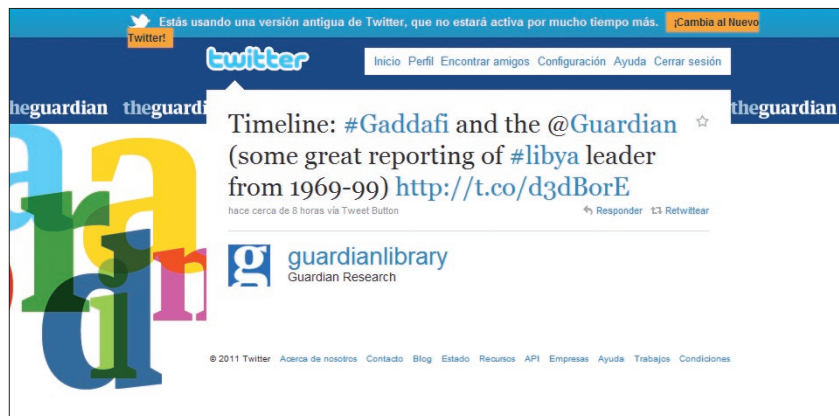 Estás usando una versión antigua de Twitter, que no estará activa por mucho tiempo más. ¡Cambia al Nuevo
Twitter!
twitter
Inicio Perfil Encontrar amigos Configuración Ayuda Cerrar sesión
heguardian theguardi
theguardian
Timeline: #Gaddafi and the @Guardian
(some great reporting of #libya leader
from 1969-99) http://t.co/d3dBorE
hace cerca de 8 horas vía Tweet Button
Responder Retwittear
g
guardianlibrary
Guardian Research
© 2011 Twitter Acerca de nosotros Contacto Blog Estado Recursos API Empresas Ayuda Trabajos Condiciones